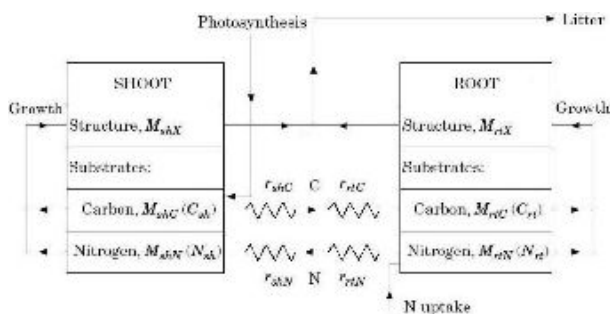 Photosynthesis
Litter
SHOOT
ROOT
Growth
Growth
Structure, M_shX
Structure, M_rtX
Substrates:
Substrates:
r_shC C r_rtC
Carbon, M_shC (C_sh)
Carbon, M_rtC (C_rt)
Nitrogen, M_shN (N_sh)
Nitrogen, M_rtN (N_rt)
r_shN N r_rtN
N uptake